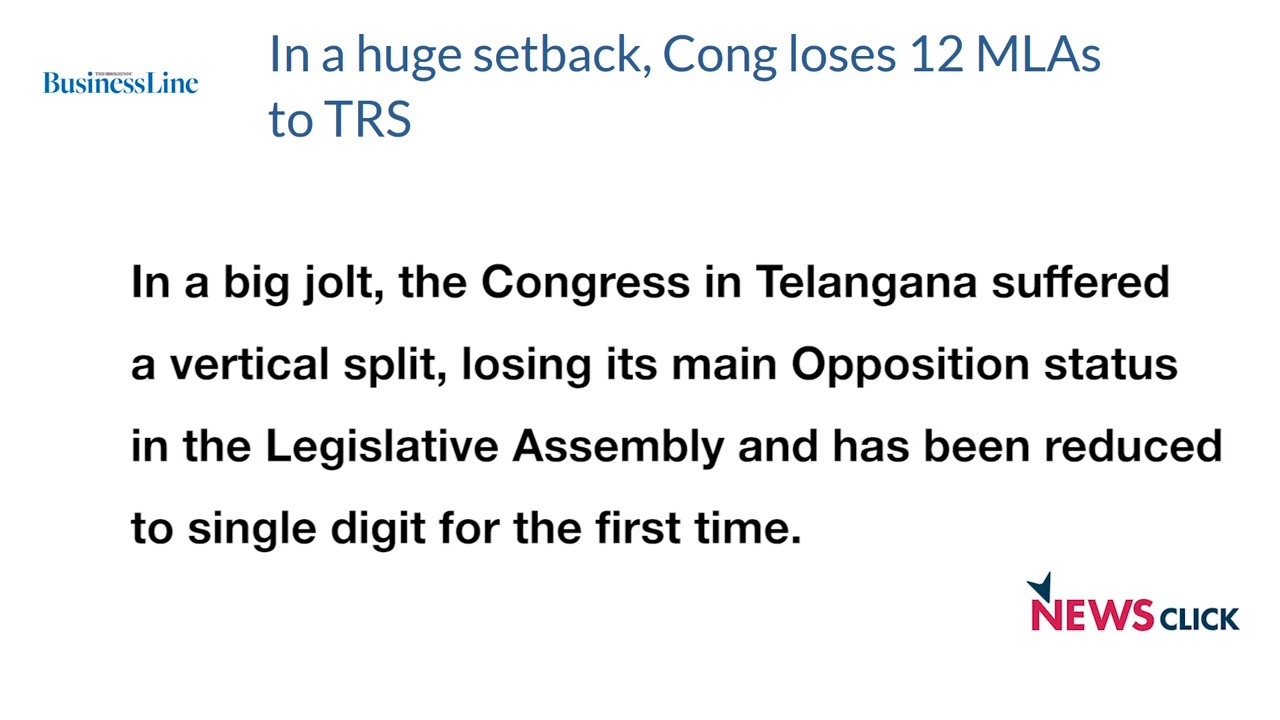 In a huge setback, Cong loses 12 MLAs
to TRS
BusinessLine
In a big jolt, the Congress in Telangana suffered
a vertical split, losing its main Opposition status
in the Legislative Assembly and has been reduced
to single digit for the first time.
NEWSCLICK